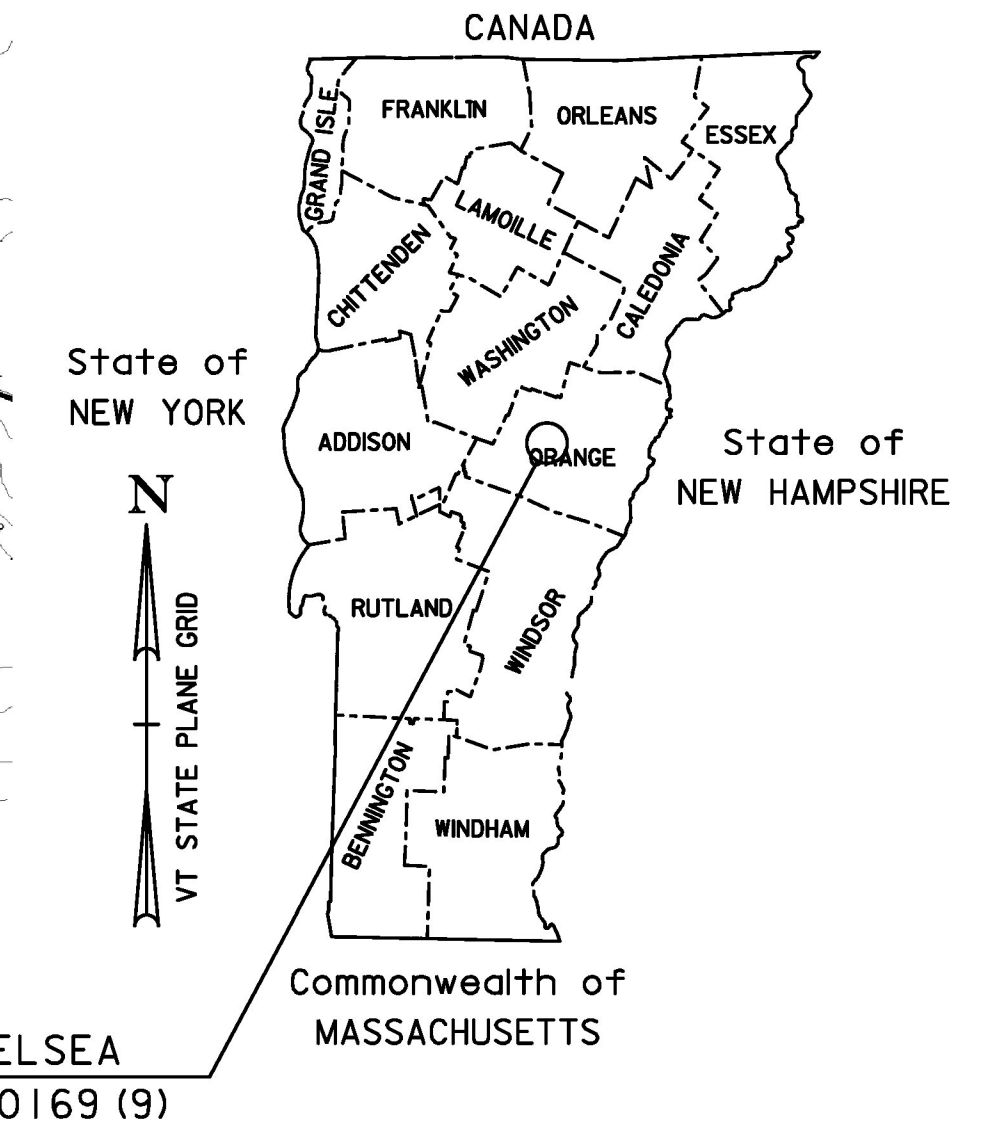 CANADA
FRANKLIN
ORLEANS
ESSEX
GRAND ISLE
LAMOILLE
CHITTENDEN
CALEDONIA
WASHINGTON
State of
NEW YORK
ADDISON
ORANGE
State of
NEW HAMPSHIRE
N
VT STATE PLANE GRID
RUTLAND
WINDSOR
BENNINGTON
WINDHAM
Commonwealth of
MASSACHUSETTS
ELSEA
0169 (9)